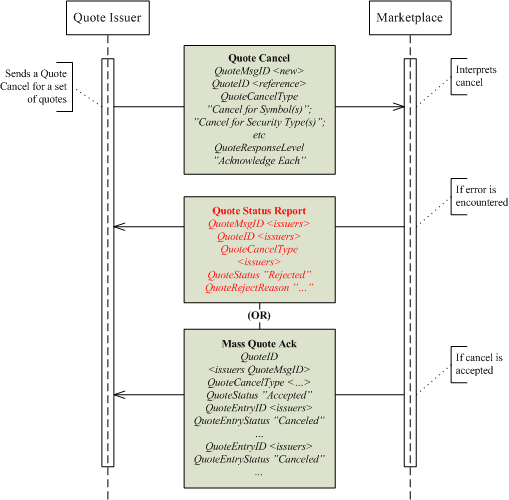 Quote Issuer
Marketplace
Sends a Quote
Cancel for a set
of quotes
Quote Cancel
QuoteMsgID <new>
QuoteID <reference>
QuoteCancelType
"Cancel for Symbol(s)";
"Cancel for Security Type(s)";
etc
QuoteResponseLevel
"Acknowledge Each"
Interprets
cancel
Quote Status Report
QuoteMsgID <issuers>
QuoteID <issuers>
QuoteCancelType
<issuers>
QuoteStatus "Rejected"
QuoteRejectReason "…"
If error is
encountered
(OR)
Mass Quote Ack
QuoteID
<issuers QuoteMsgID>
QuoteCancelType <…>
QuoteStatus "Accepted"
QuoteEntryID <issuers>
QuoteEntryStatus "Canceled"
…
QuoteEntryID <issuers>
QuoteEntryStatus "Canceled"
…
If cancel is
accepted